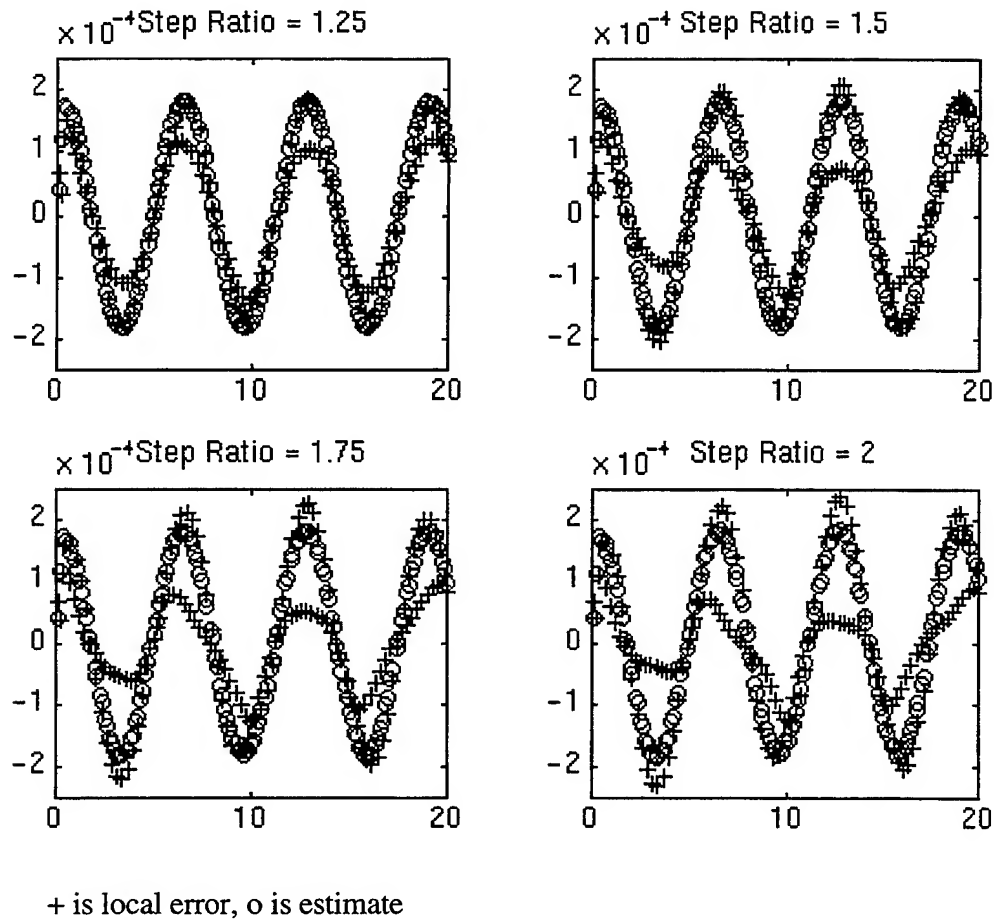 × 10⁻⁴ Step Ratio = 1.25
2
1
0
-1
-2
0 10 20
× 10⁻⁴ Step Ratio = 1.5
2
1
0
-1
-2
0 10 20
× 10⁻⁴ Step Ratio = 1.75
2
1
0
-1
-2
0 10 20
× 10⁻⁴ Step Ratio = 2
2
1
0
-1
-2
0 10 20
+ is local error, o is estimate